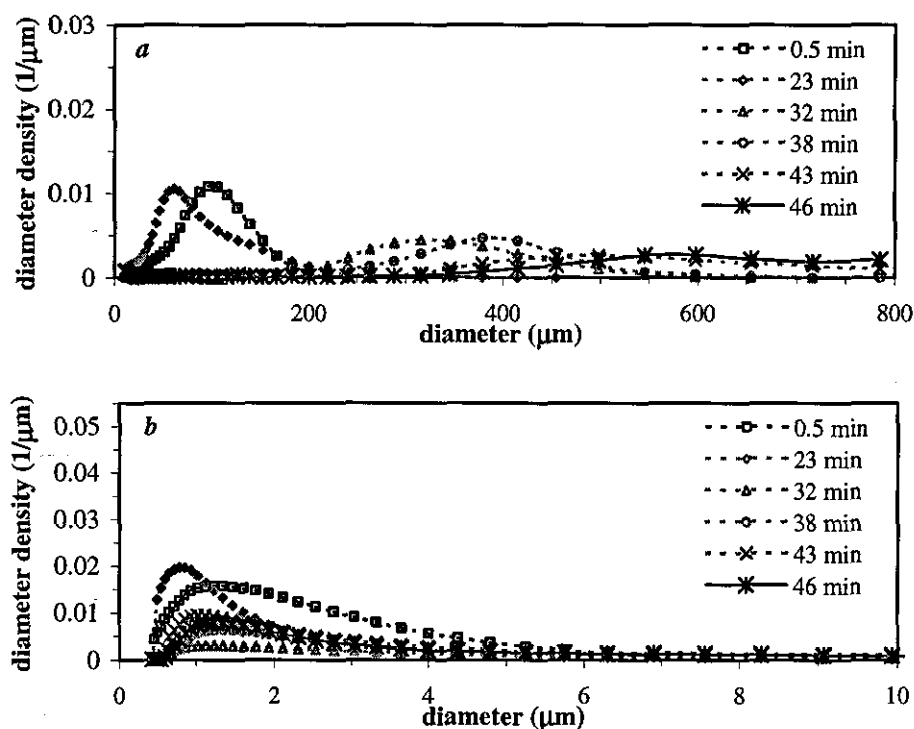 a
diameter density (1/μm)
0.03
0.02
0.01
0
0 200 400 600 800
diameter (μm)
0.5 min
23 min
32 min
38 min
43 min
46 min
b
diameter density (1/μm)
0.05
0.04
0.03
0.02
0.01
0
0 2 4 6 8 10
diameter (μm)
0.5 min
23 min
32 min
38 min
43 min
46 min